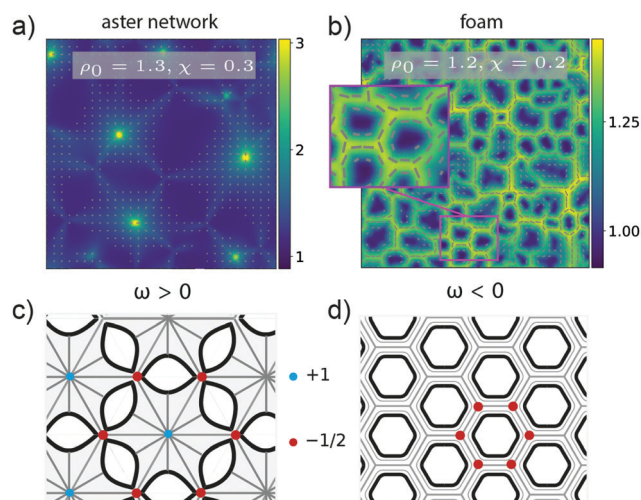 a) aster network
ρ₀ = 1.3, χ = 0.3
3
2
1
b) foam
ρ₀ = 1.2, χ = 0.2
1.25
1.00
ω > 0
ω < 0
c)
+1
−1/2
d)